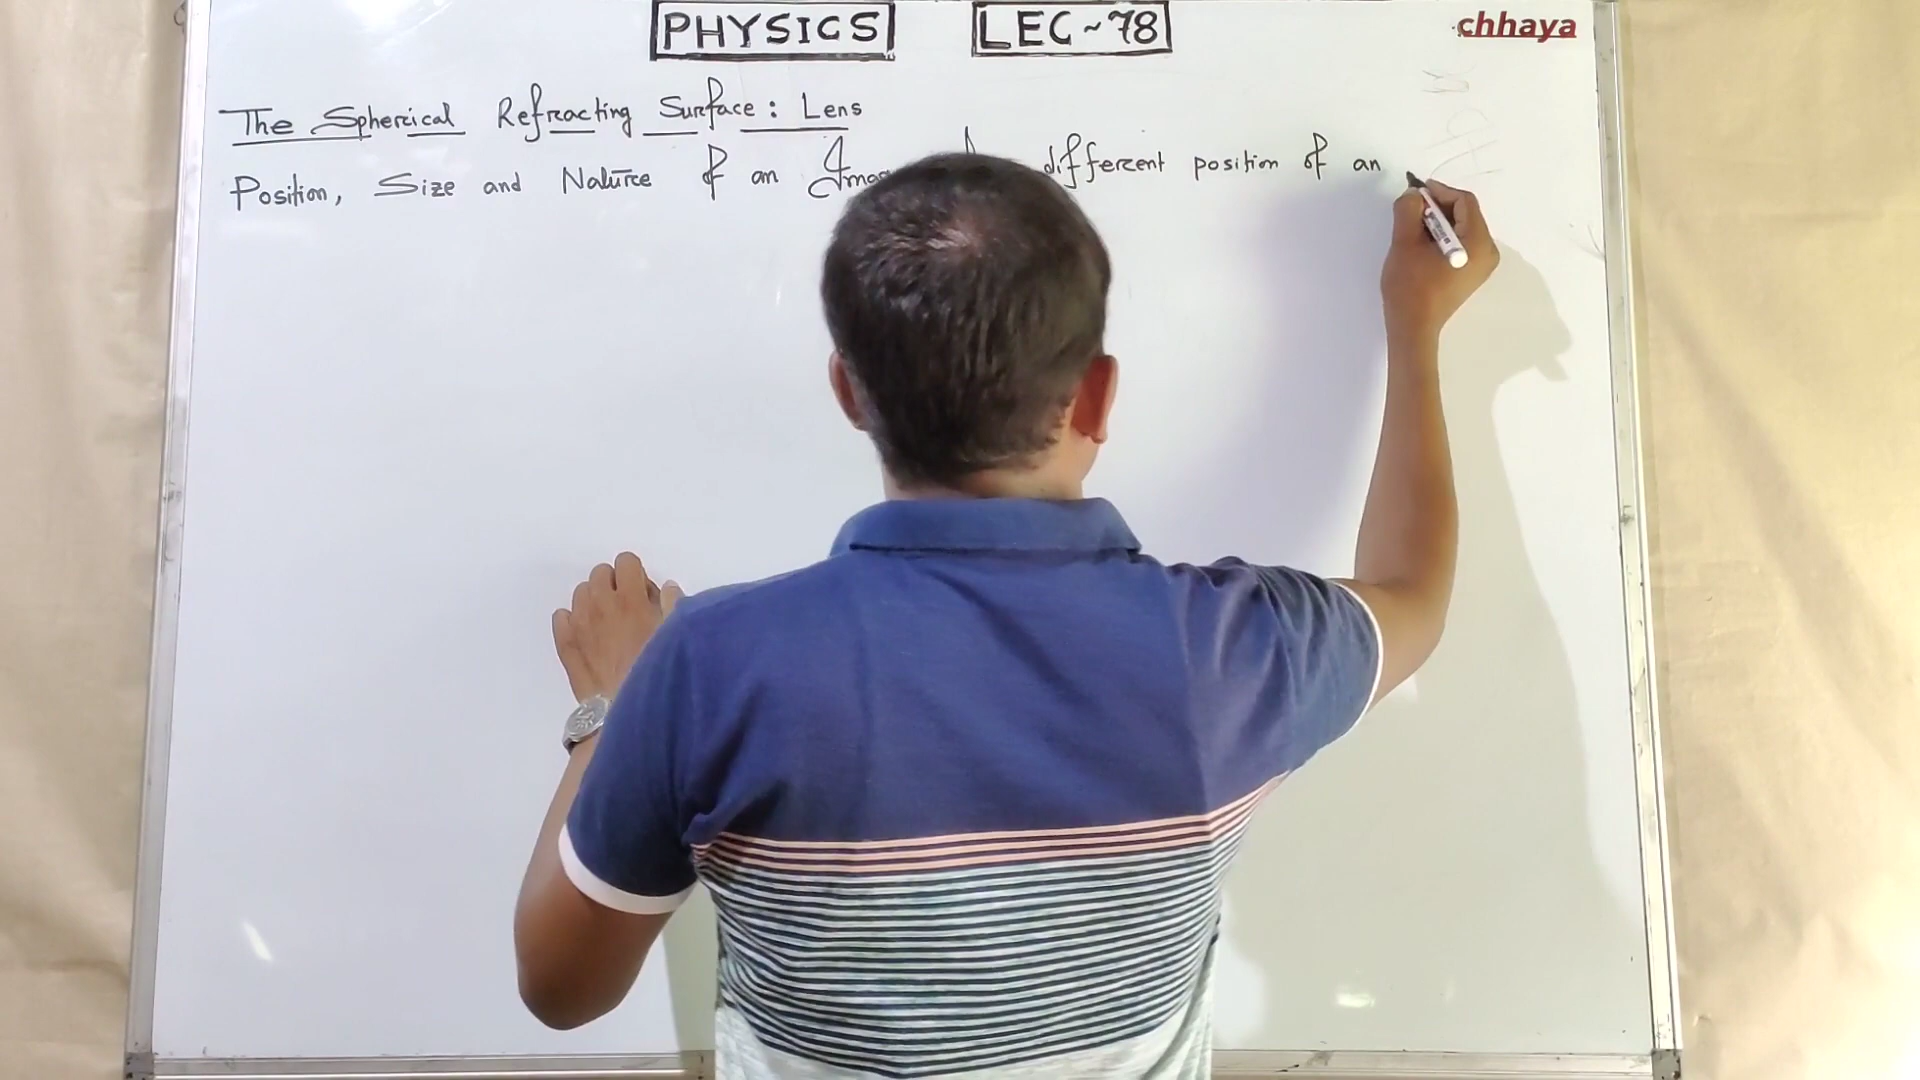 PHYSICS LEC~78
chhaya
The Spherical Refracting Surface: Lens
Position, Size and Nature of an different position of an